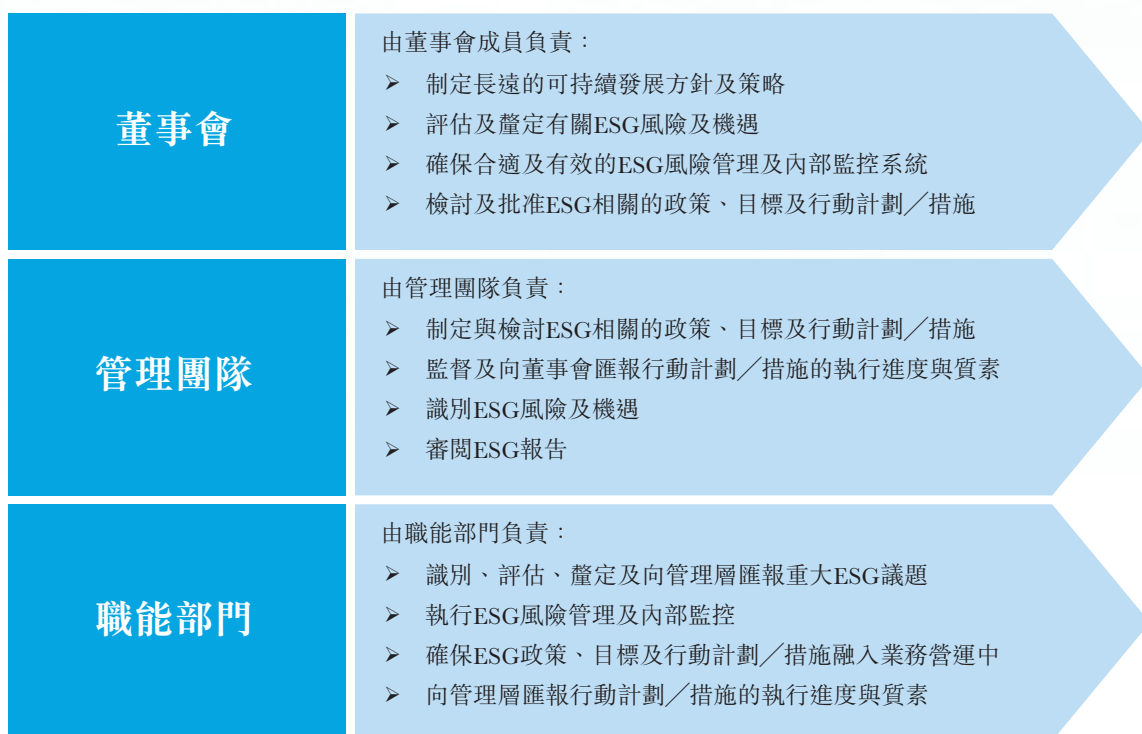 董事會
由董事會成員負責：
➢ 制定長遠的可持續發展方針及策略
➢ 評估及釐定有關ESG風險及機遇
➢ 確保合適及有效的ESG風險管理及內部監控系統
➢ 檢討及批准ESG相關的政策、目標及行動計劃／措施
管理團隊
由管理團隊負責：
➢ 制定與檢討ESG相關的政策、目標及行動計劃／措施
➢ 監督及向董事會匯報行動計劃／措施的執行進度與質素
➢ 識別ESG風險及機遇
➢ 審閱ESG報告
職能部門
由職能部門負責：
➢ 識別、評估、釐定及向管理層匯報重大ESG議題
➢ 執行ESG風險管理及內部監控
➢ 確保ESG政策、目標及行動計劃／措施融入業務營運中
➢ 向管理層匯報行動計劃／措施的執行進度與質素